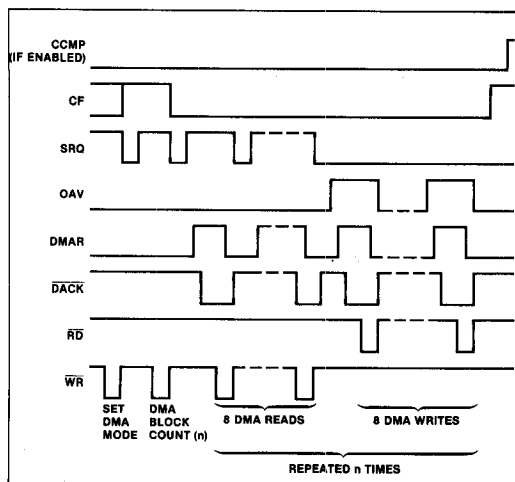 CCMP
(IF ENABLED)
CF
SRQ
OAV
DMAR
DACK
RD
WR
SET
DMA
MODE
DMA
BLOCK
COUNT (n)
8 DMA READS
8 DMA WRITES
REPEATED n TIMES